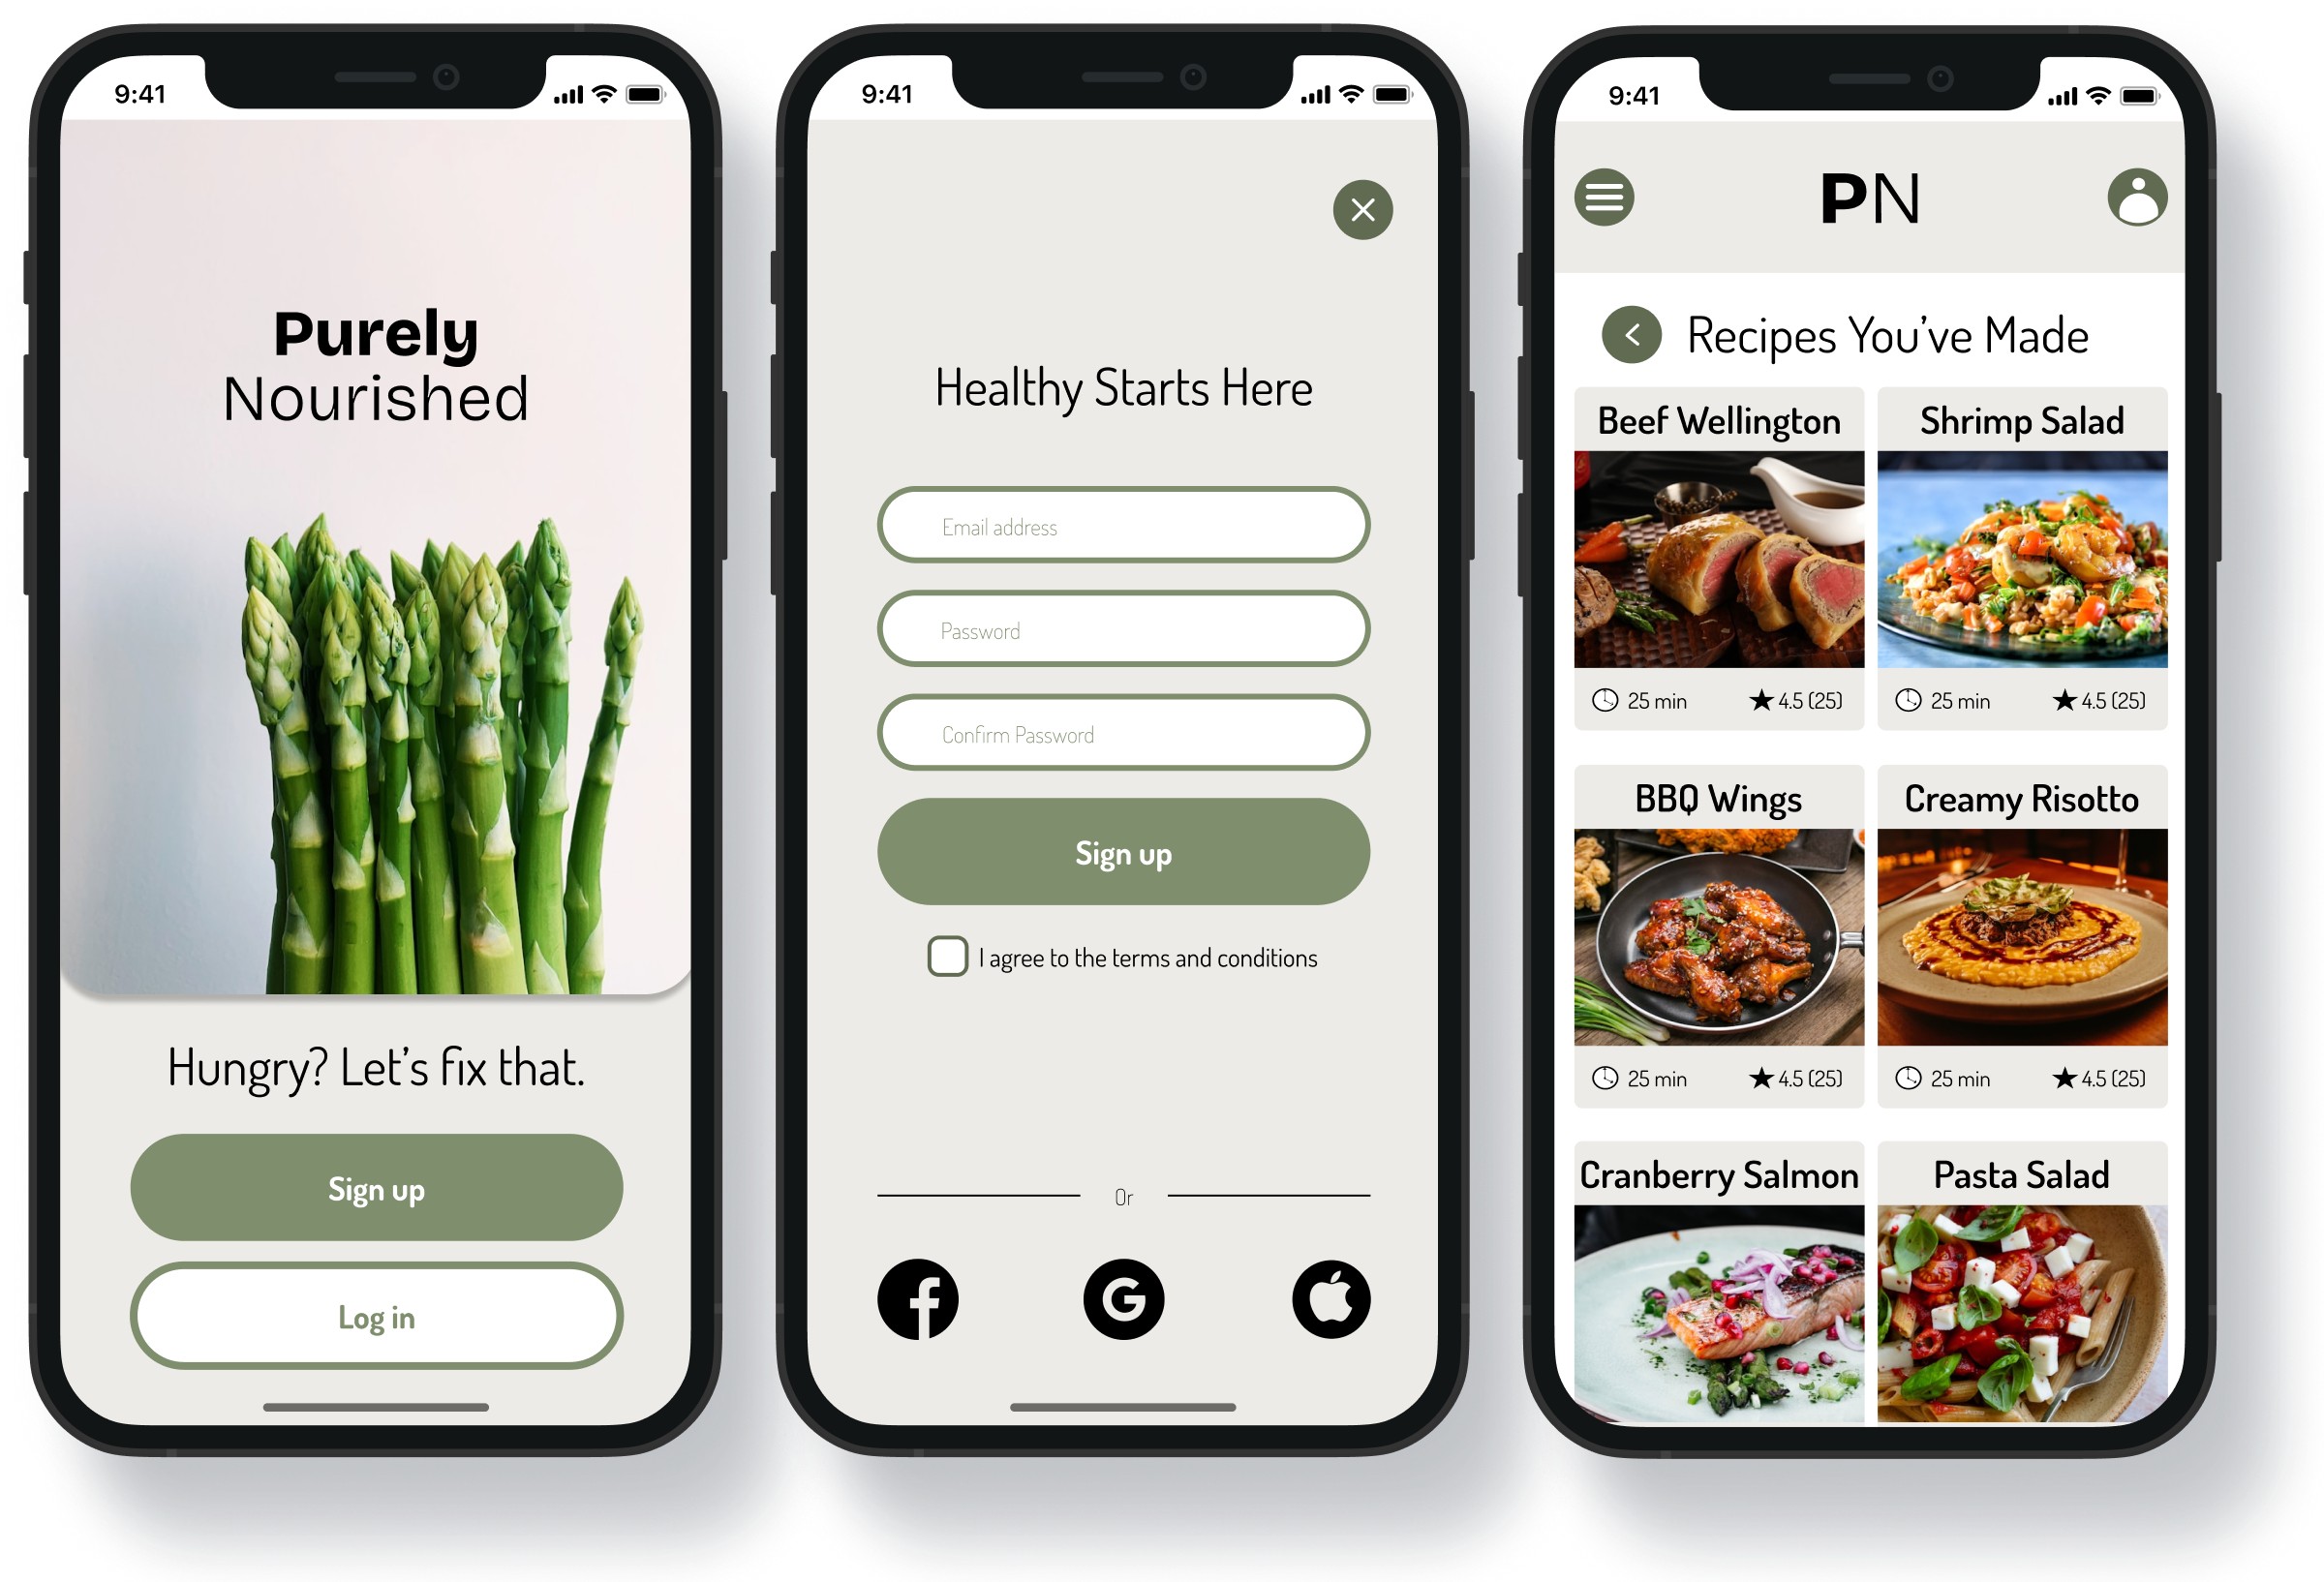 9:41
Purely
Nourished
Hungry? Let's fix that.
Sign up
Log in
9:41
Healthy Starts Here
Email address
Password
Confirm Password
Sign up
I agree to the terms and conditions
Or
9:41
PN
Recipes You've Made
Beef Wellington
Shrimp Salad
25 min
4.5 (25)
25 min
4.5 (25)
BBQ Wings
Creamy Risotto
25 min
4.5 (25)
25 min
4.5 (25)
Cranberry Salmon
Pasta Salad